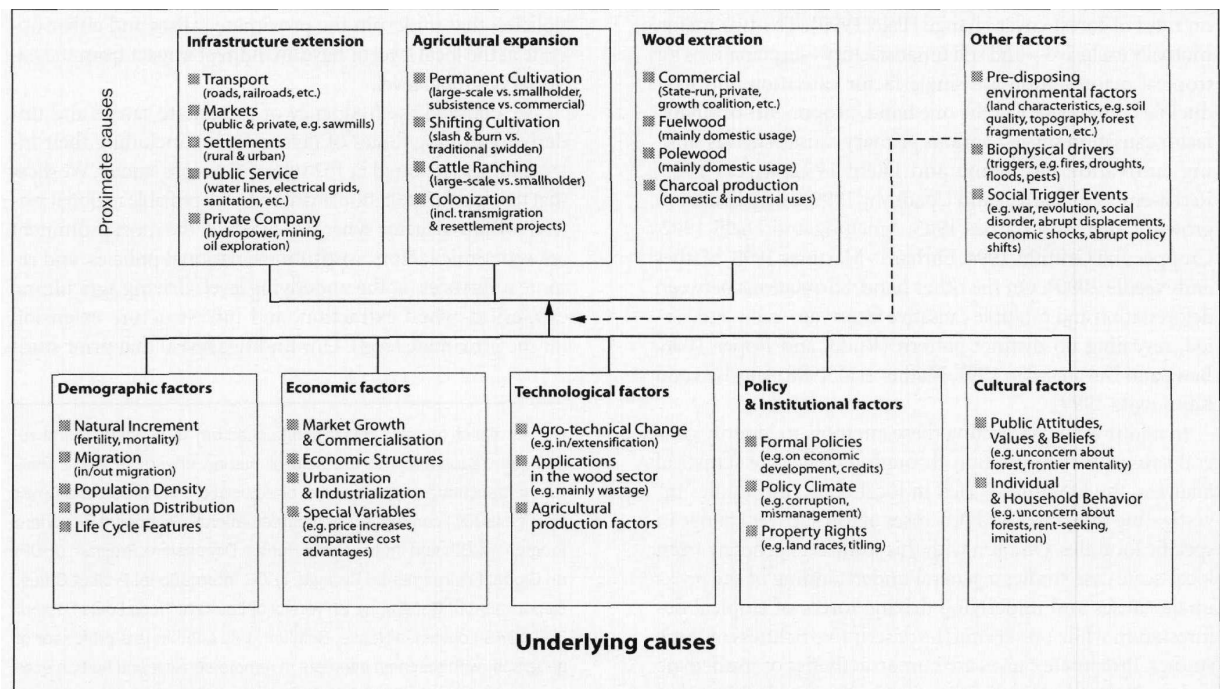 Proximate causes
Infrastructure extension
Transport
(roads, railroads, etc.)
Markets
(public & private, e.g. sawmills)
Settlements
(rural & urban)
Public Service
(water lines, electrical grids,
sanitation, etc.)
Private Company
(hydropower, mining,
oil exploration)
Agricultural expansion
Permanent Cultivation
(large-scale vs. smallholder,
subsistence vs. commercial)
Shifting Cultivation
(slash & burn vs.
traditional swidden)
Cattle Ranching
(large-scale vs. smallholder)
Colonization
(incl. transmigration
in resettlement projects)
Wood extraction
Commercial
(State-run, private,
growth coalition, etc.)
Fuelwood
(mainly domestic usage)
Polewood
(mainly domestic usage)
Charcoal production
(domestic & industrial uses)
Other factors
Pre-disposing
environmental factors
(land characteristics, e.g. soil
quality, topography, forest
fragmentation, etc.)
Biophysical drivers
(triggers, e.g. fires, droughts,
floods, pests)
Social Trigger Events
(e.g. war, revolution, social
disorder, abrupt displacements,
economic shocks, abrupt policy
shifts)
Demographic factors
Natural Increment
(fertility, mortality)
Migration
(in/out migration)
Population Density
Population Distribution
Life Cycle Features
Economic factors
Market Growth
& Commercialisation
Economic Structures
Urbanization
& Industrialization
Special Variables
(e.g. price increases,
comparative cost
advantages)
Technological factors
Agro-technical Change
(e.g. in/extensification)
Applications
in the wood sector
(e.g. mainly wastage)
Agricultural
production factors
Policy
& Institutional factors
Formal Policies
(e.g. on economic
development, credits)
Policy Climate
(e.g. corruption,
mismanagement)
Property Rights
(e.g. land races, titling)
Cultural factors
Public Attitudes,
Values & Beliefs
(e.g. unconcern about
forest, frontier mentality)
Individual
& Household Behavior
(e.g. unconcern about
forests, rent-seeking,
imitation)
Underlying causes